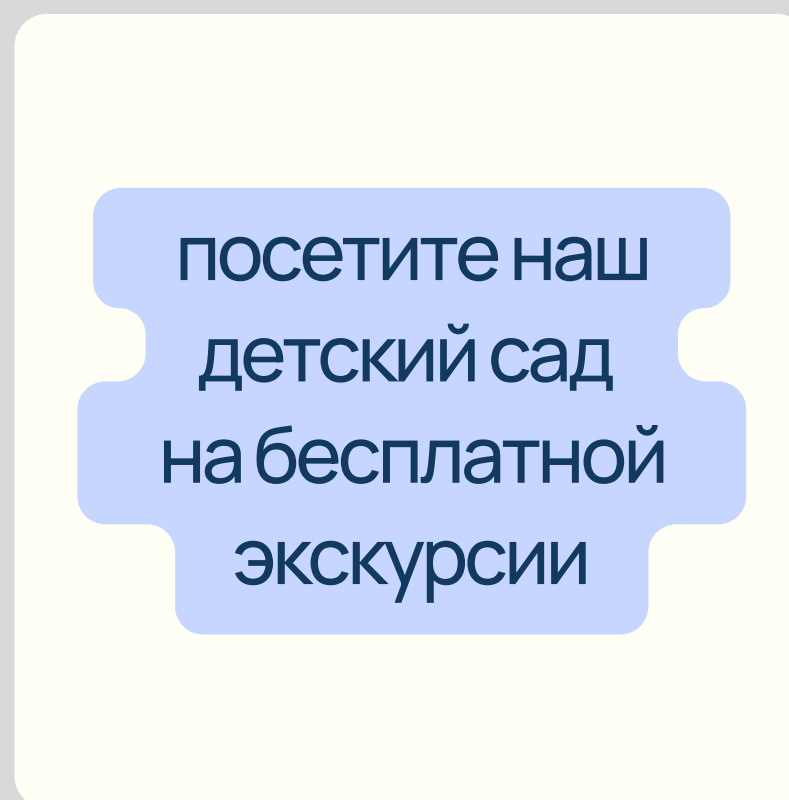 посетите наш
детский сад
на бесплатной
экскурсии